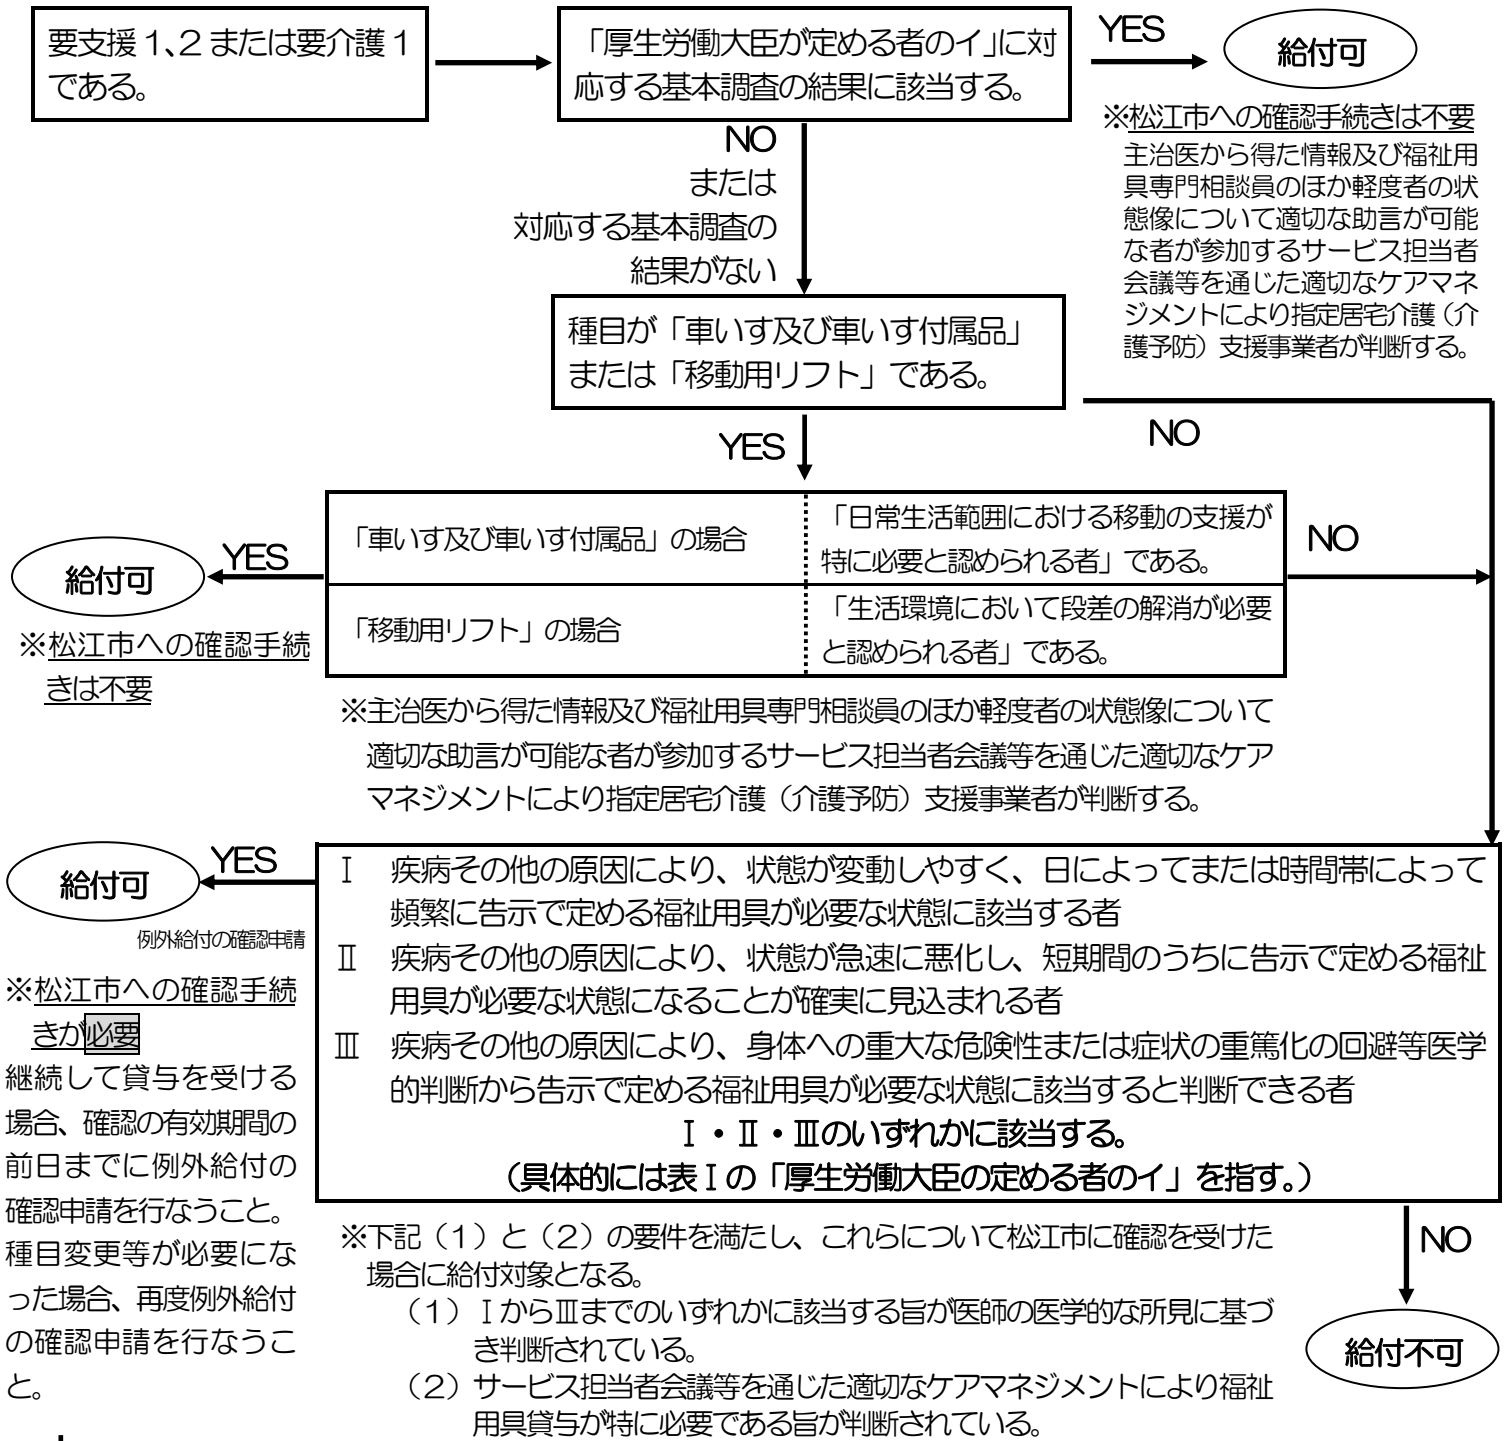 要支援１、２または要介護１
である。
「厚生労働大臣が定める者のイ」に対
応する基本調査の結果に該当する。
YES
給付可
※松江市への確認手続きは不要
主治医から得た情報及び福祉用
具専門相談員のほか軽度者の状
態像について適切な助言が可能
な者が参加するサービス担当者
会議等を通じた適切なケアマネ
ジメントにより指定居宅介護（介
護予防）支援事業者が判断する。
NO
または
対応する基本調査の
結果がない
種目が「車いす及び車いす付属品」
または「移動用リフト」である。
YES
NO
「車いす及び車いす付属品」の場合
「日常生活範囲における移動の支援が
特に必要と認められる者」である。
「移動用リフト」の場合
「生活環境において段差の解消が必要
と認められる者」である。
NO
YES
給付可
※松江市への確認手続
きは不要
※主治医から得た情報及び福祉用具専門相談員のほか軽度者の状態像について
適切な助言が可能な者が参加するサービス担当者会議等を通じた適切なケア
マネジメントにより指定居宅介護（介護予防）支援事業者が判断する。
Ⅰ　疾病その他の原因により、状態が変動しやすく、日によってまたは時間帯によって
頻繁に告示で定める福祉用具が必要な状態に該当する者
Ⅱ　疾病その他の原因により、状態が急速に悪化し、短期間のうちに告示で定める福祉
用具が必要な状態になることが確実に見込まれる者
Ⅲ　疾病その他の原因により、身体への重大な危険性または症状の重篤化の回避等医学
的判断から告示で定める福祉用具が必要な状態に該当すると判断できる者
Ⅰ・Ⅱ・Ⅲのいずれかに該当する。
（具体的には表Ⅰの「厚生労働大臣の定める者のイ」を指す。）
YES
給付可
例外給付の確認申請
※松江市への確認手続
きが必要
継続して貸与を受ける
場合、確認の有効期間の
前日までに例外給付の
確認申請を行なうこと。
種目変更等が必要にな
った場合、再度例外給付
の確認申請を行なうこ
と。
※下記（１）と（２）の要件を満たし、これらについて松江市に確認を受けた
場合に給付対象となる。
（１）ⅠからⅢまでのいずれかに該当する旨が医師の医学的な所見に基づ
き判断されている。
（２）サービス担当者会議等を通じた適切なケアマネジメントにより福祉
用具貸与が特に必要である旨が判断されている。
NO
給付不可